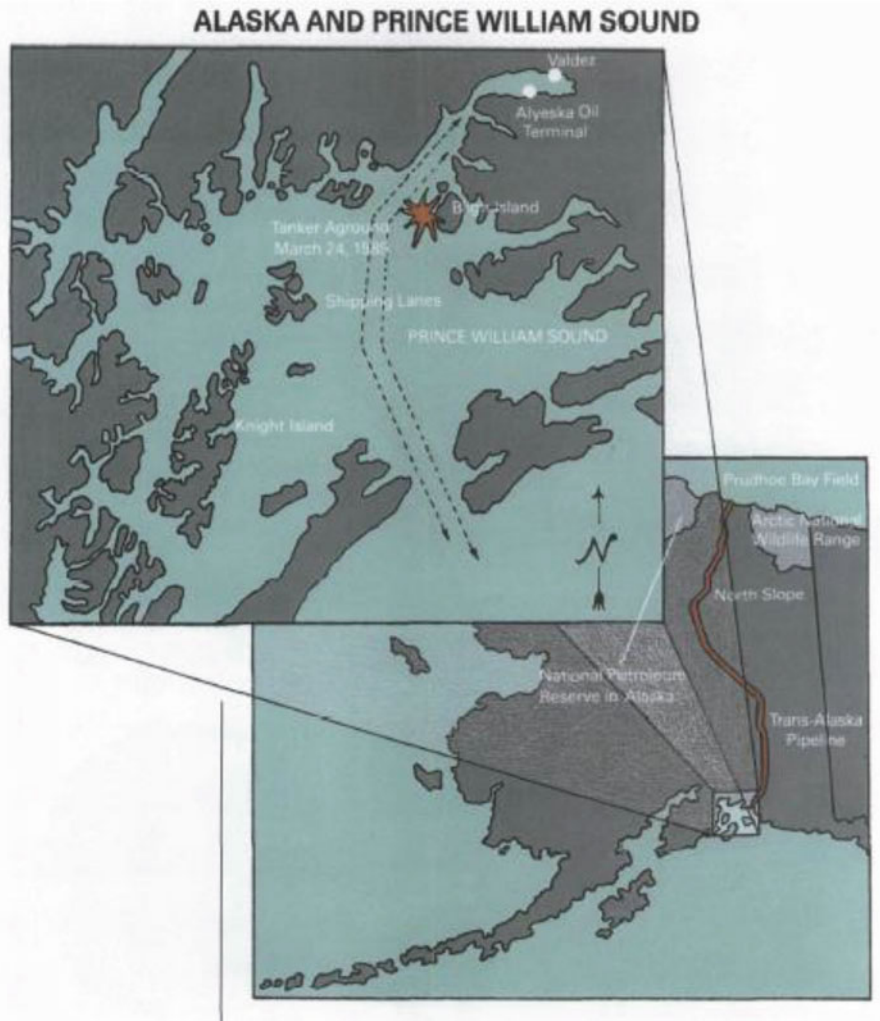 ALASKA AND PRINCE WILLIAM SOUND
Valdez
Alyeska Oil
Terminal
Bligh Island
Tanker Aground
March 24, 1989
Shipping Lanes
PRINCE WILLIAM SOUND
Knight Island
N
Prudhoe Bay Field
Arctic National
Wildlife Range
North Slope
National Petroleum
Reserve in Alaska
Trans-Alaska
Pipeline